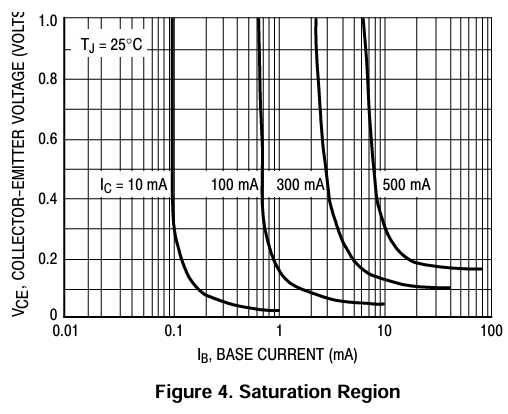 VCE, COLLECTOR-EMITTER VOLTAGE (VOLTS
1.0
0.8
0.6
0.4
0.2
0
TJ = 25°C
IC = 10 mA 100 mA 300 mA 500 mA
0.01 0.1 1 10 100
IB, BASE CURRENT (mA)
Figure 4. Saturation Region